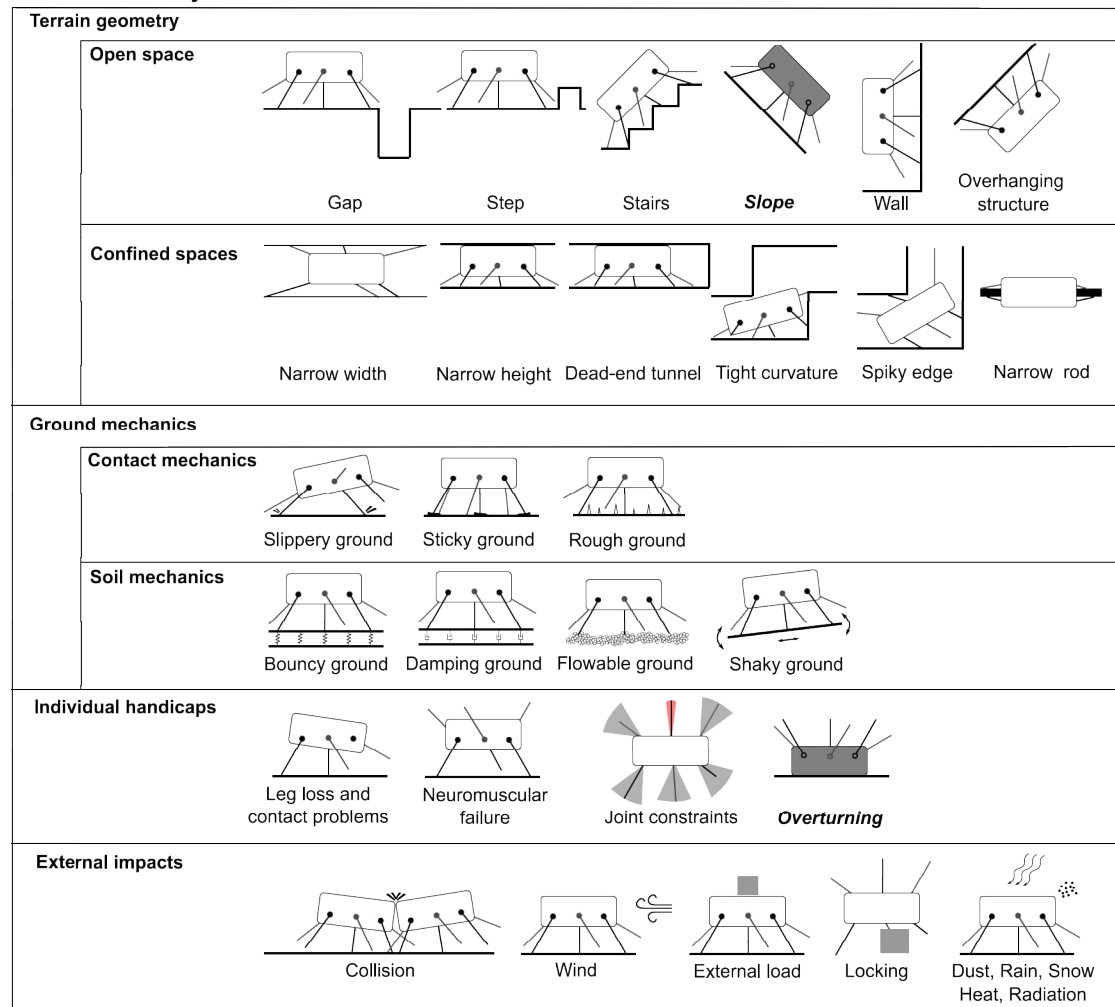 Terrain geometry
Open space
Gap
Step
Stairs
Slope
Wall
Overhanging
structure
Confined spaces
Narrow width
Narrow height
Dead-end tunnel
Tight curvature
Spiky edge
Narrow rod
Ground mechanics
Contact mechanics
Slippery ground
Sticky ground
Rough ground
Soil mechanics
Bouncy ground
Damping ground
Flowable ground
Shaky ground
Individual handicaps
Leg loss and
contact problems
Neuromuscular
failure
Joint constraints
Overturning
External impacts
Collision
Wind
External load
Locking
Dust, Rain, Snow
Heat, Radiation